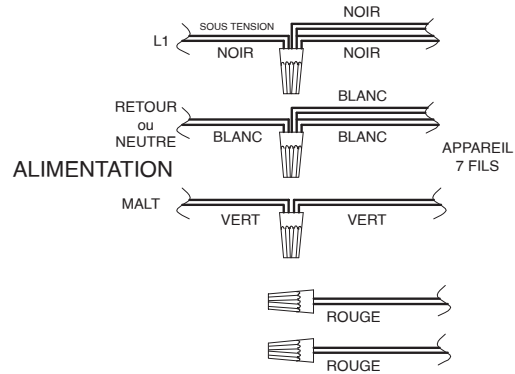 NOIR
SOUS TENSION
L1
NOIR
NOIR
BLANC
RETOUR
ou
NEUTRE
BLANC
BLANC
APPAREIL
7 FILS
ALIMENTATION
MALT
VERT
VERT
ROUGE
ROUGE